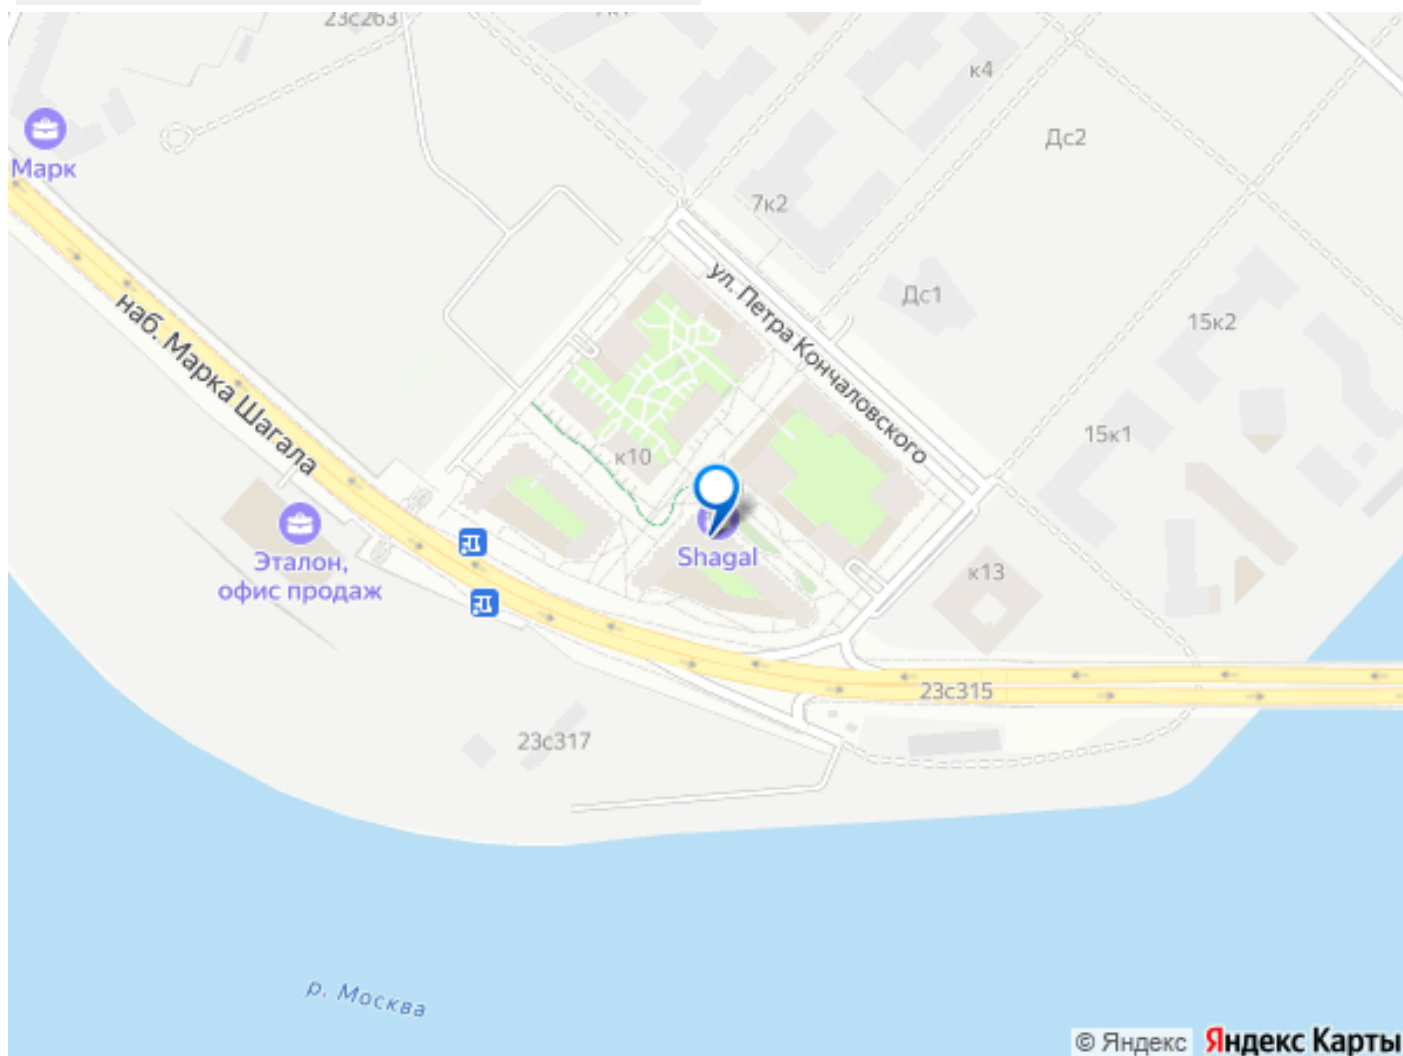 23с263
к4
Дс2
Марк
7к2
ул. Петра Кончаловского
Дс1
15к2
наб. Марка Шагала
15к1
к10
Shagal
Эталон,
офис продаж
к13
23с315
23с317
р. Москва
© Яндекс Яндекс Карты